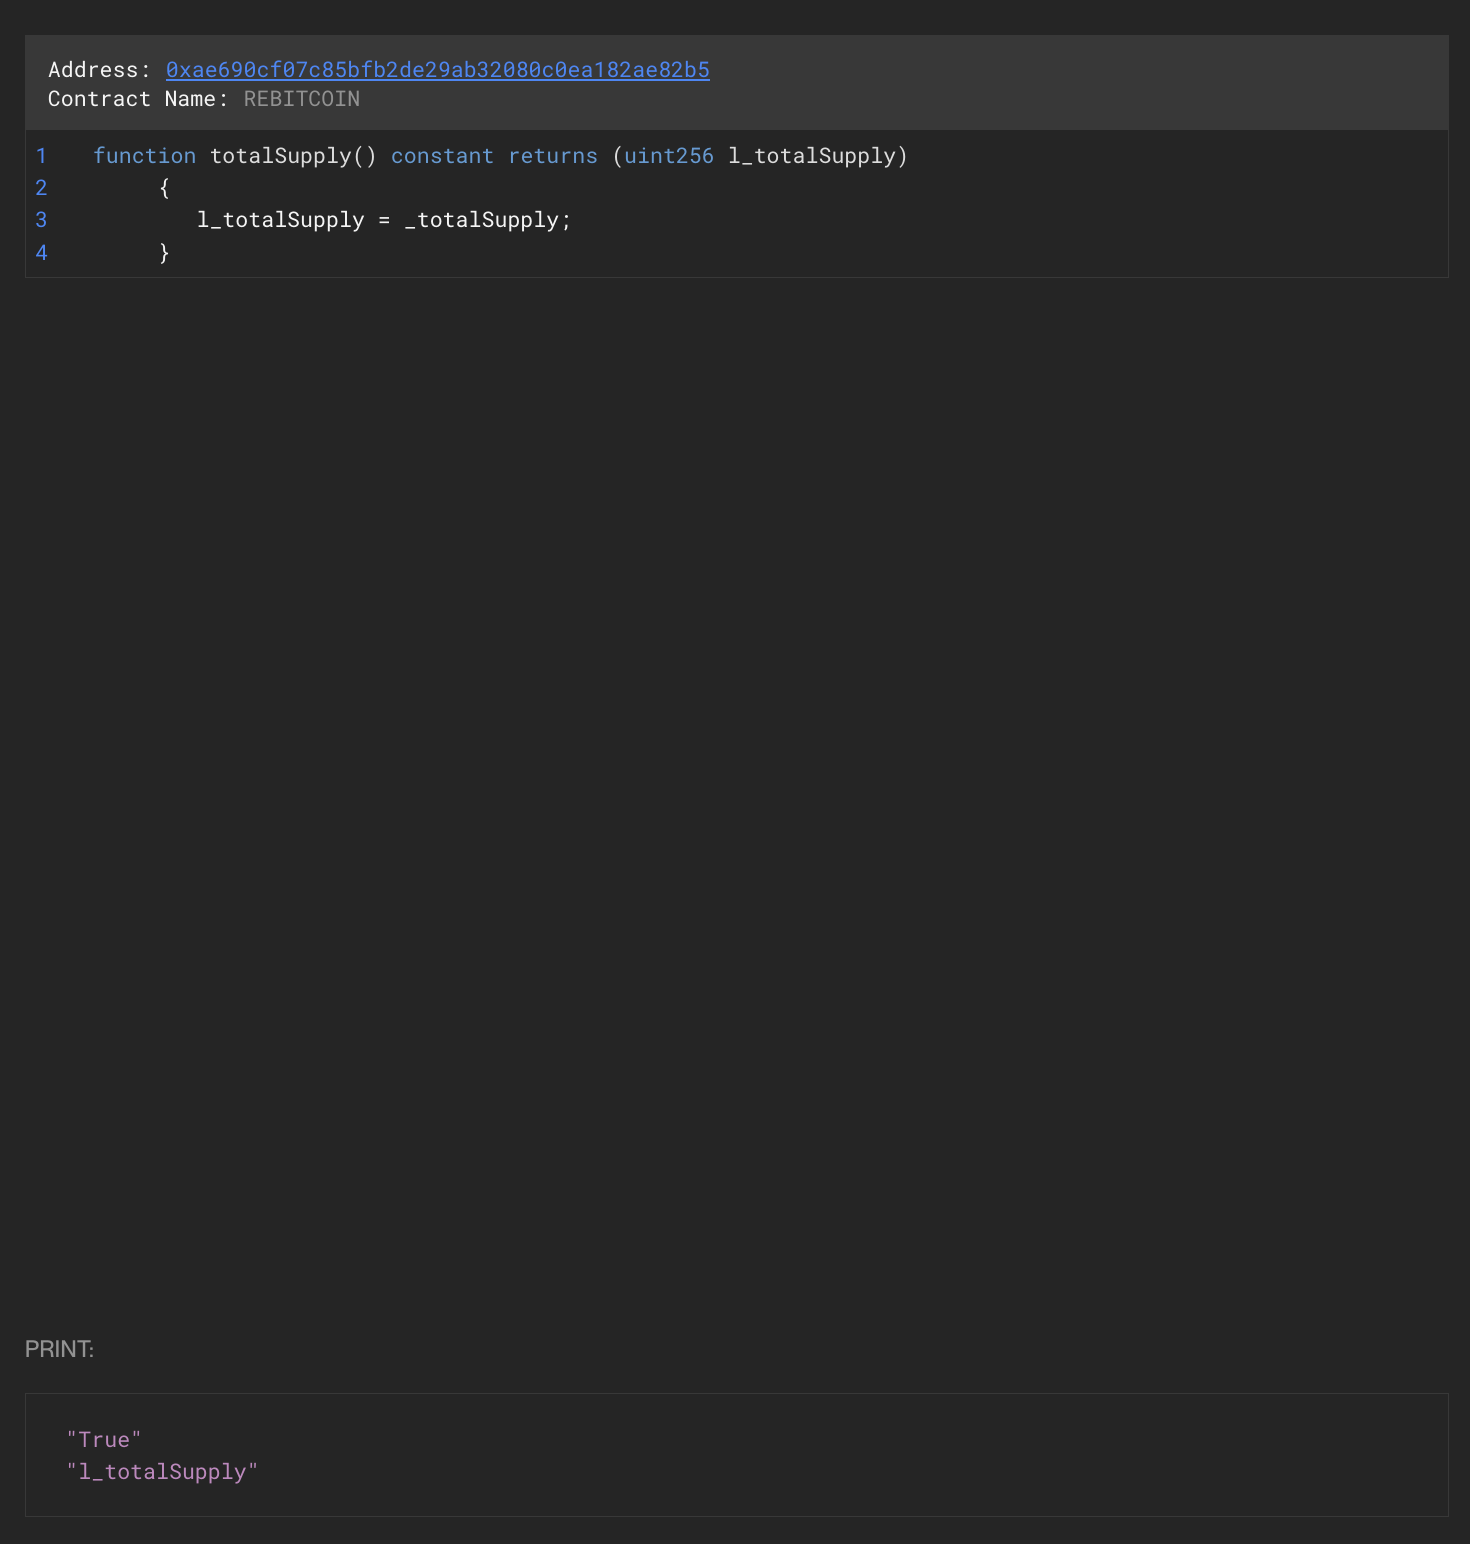 Address: 0xae690cf07c85bfb2de29ab32080c0ea182ae82b5
Contract Name: REBITCOIN
1 function totalSupply() constant returns (uint256 l_totalSupply)
2 {
3 l_totalSupply = _totalSupply;
4 }
PRINT:
"True"
"l_totalSupply"